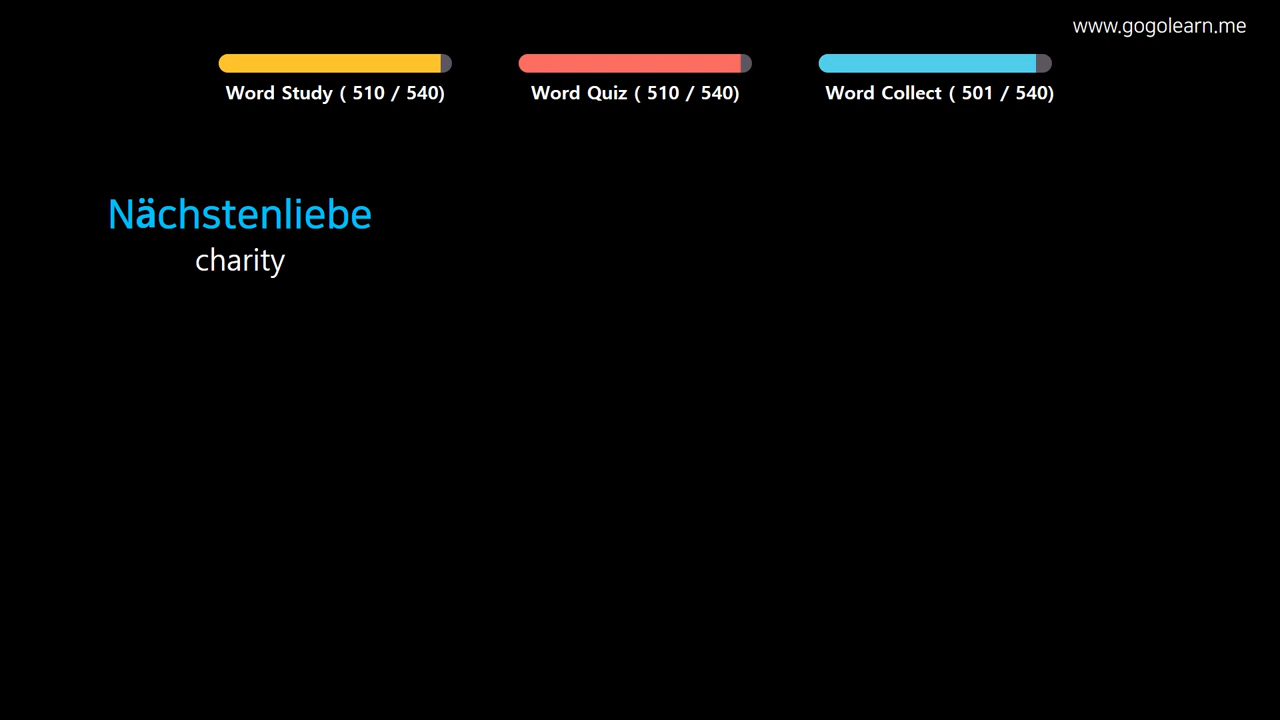 www.gogolearn.me
Word Study ( 510 / 540)
Word Quiz ( 510 / 540)
Word Collect ( 501 / 540)
Nächstenliebe
charity